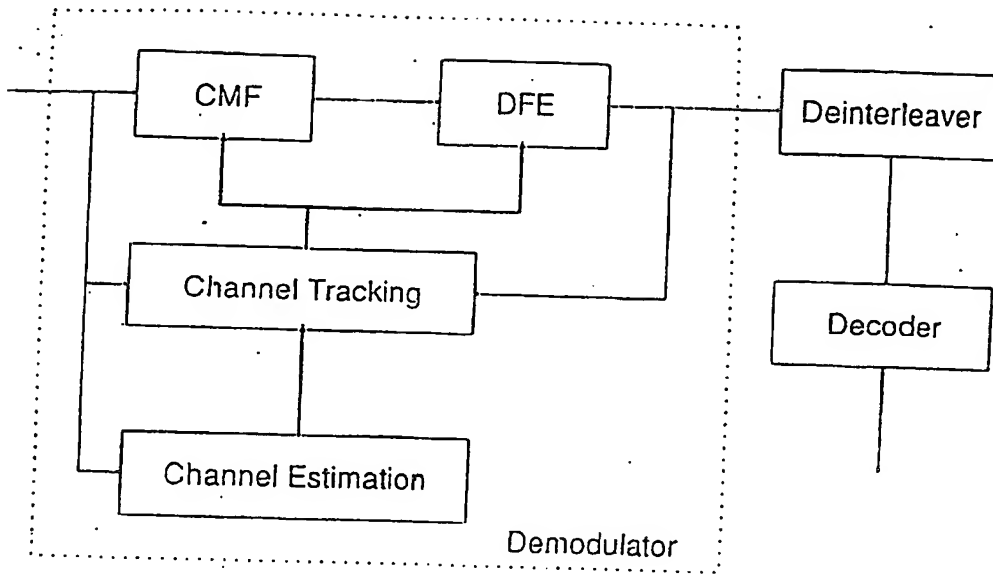 CMF
DFE
Deinterleaver
Channel Tracking
Decoder
Channel Estimation
Demodulator